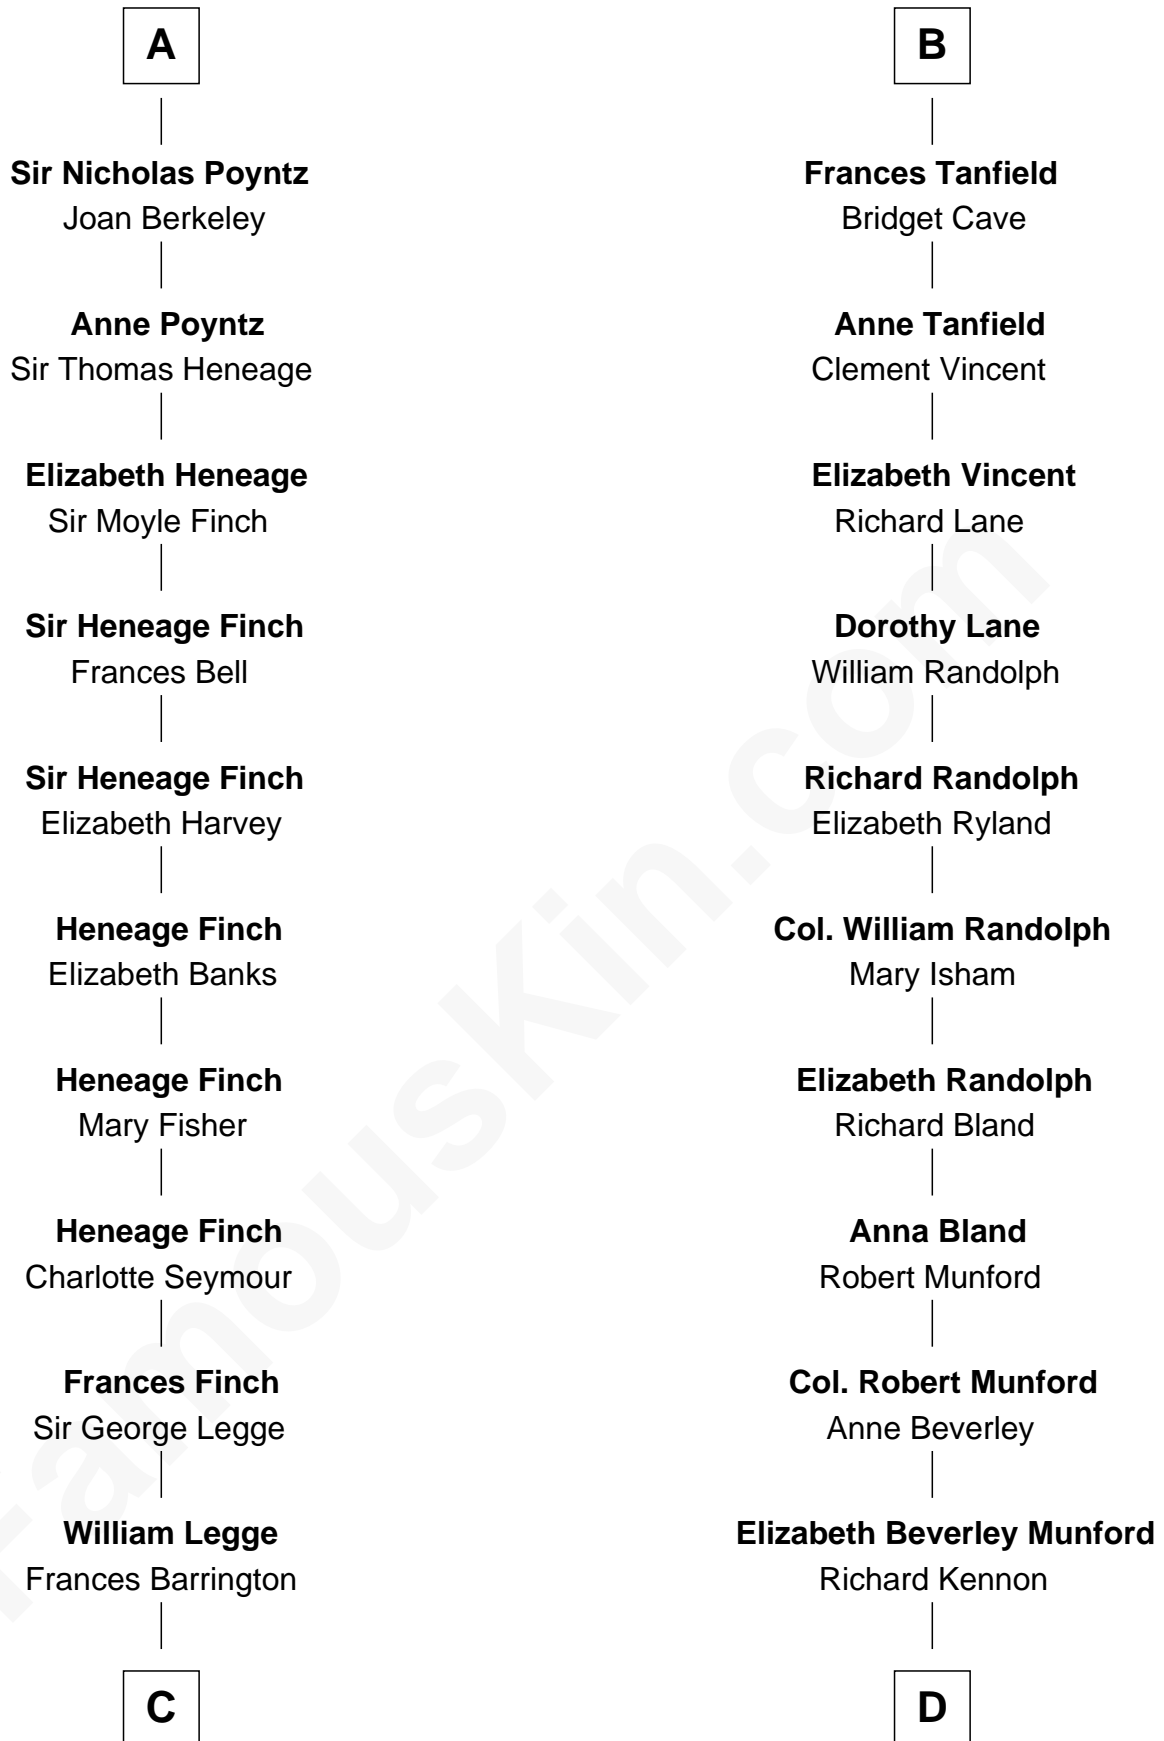 A
Sir Nicholas Poyntz
Joan Berkeley
Anne Poyntz
Sir Thomas Heneage
Elizabeth Heneage
Sir Moyle Finch
Sir Heneage Finch
Frances Bell
Sir Heneage Finch
Elizabeth Harvey
Heneage Finch
Elizabeth Banks
Heneage Finch
Mary Fisher
Heneage Finch
Charlotte Seymour
Frances Finch
Sir George Legge
William Legge
Frances Barrington
C
B
Frances Tanfield
Bridget Cave
Anne Tanfield
Clement Vincent
Elizabeth Vincent
Richard Lane
Dorothy Lane
William Randolph
Richard Randolph
Elizabeth Ryland
Col. William Randolph
Mary Isham
Elizabeth Randolph
Richard Bland
Anna Bland
Robert Munford
Col. Robert Munford
Anne Beverley
Elizabeth Beverley Munford
Richard Kennon
D
FamousKin.com